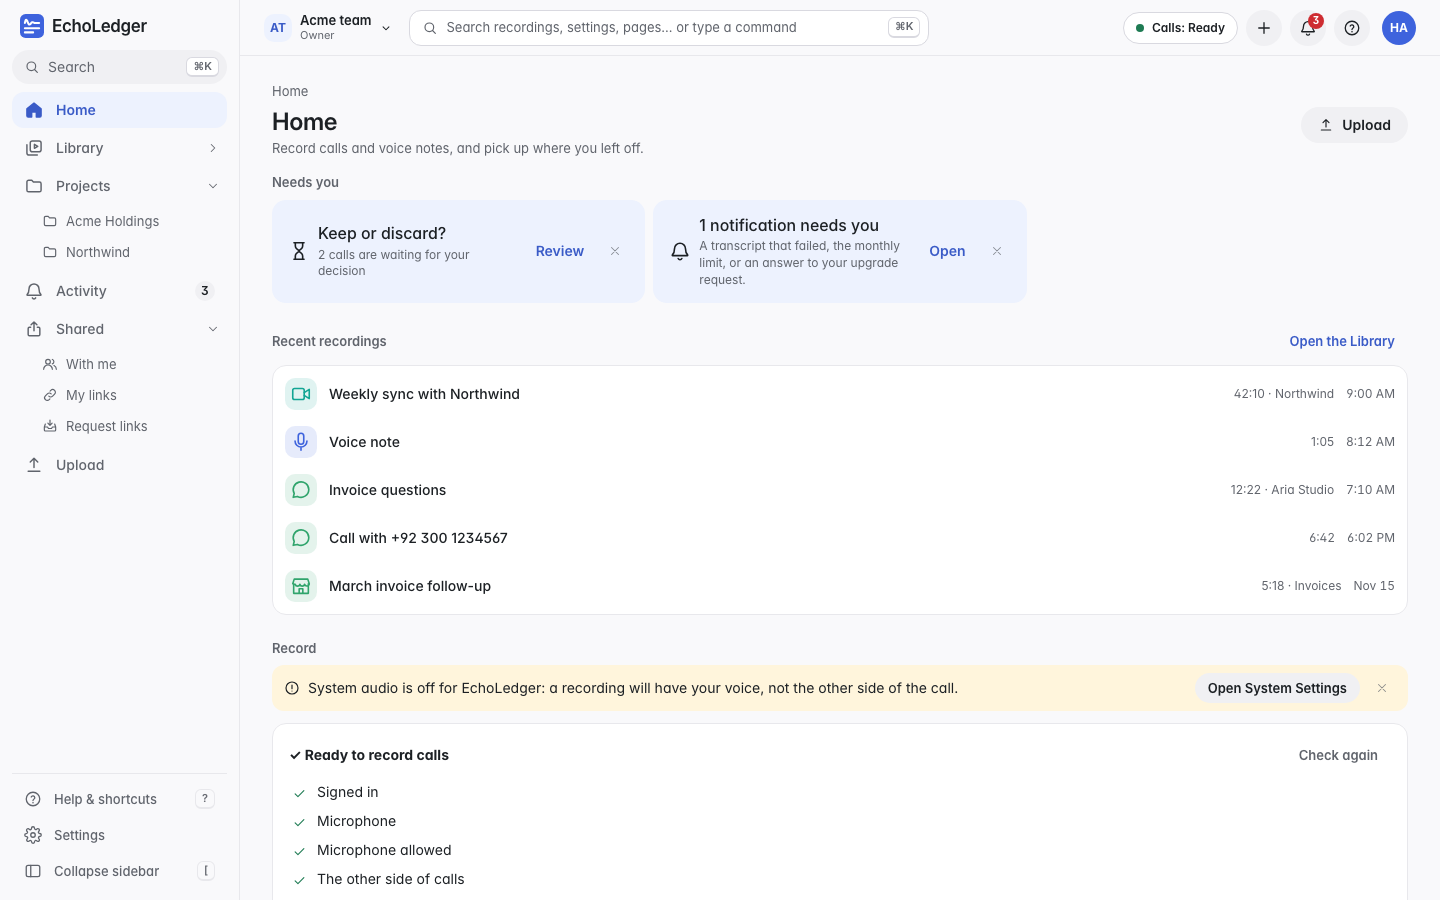 EchoLedger
Search ⌘K
Home
Library
Projects
Acme Holdings
Northwind
Activity 3
Shared
With me
My links
Request links
Upload
Help & shortcuts ?
Settings
Collapse sidebar [
AT Acme team
Owner
Search recordings, settings, pages... or type a command ⌘K
Calls: Ready
3
HA
Home
Home
Record calls and voice notes, and pick up where you left off.
Upload
Needs you
Keep or discard?
2 calls are waiting for your
decision
Review
1 notification needs you
A transcript that failed, the monthly
limit, or an answer to your upgrade
request.
Open
Recent recordings Open the Library
Weekly sync with Northwind 42:10 · Northwind 9:00 AM
Voice note 1:05 8:12 AM
Invoice questions 12:22 · Aria Studio 7:10 AM
Call with +92 300 1234567 6:42 6:02 PM
March invoice follow-up 5:18 · Invoices Nov 15
Record
System audio is off for EchoLedger: a recording will have your voice, not the other side of the call. Open System Settings
✓ Ready to record calls Check again
Signed in
Microphone
Microphone allowed
The other side of calls